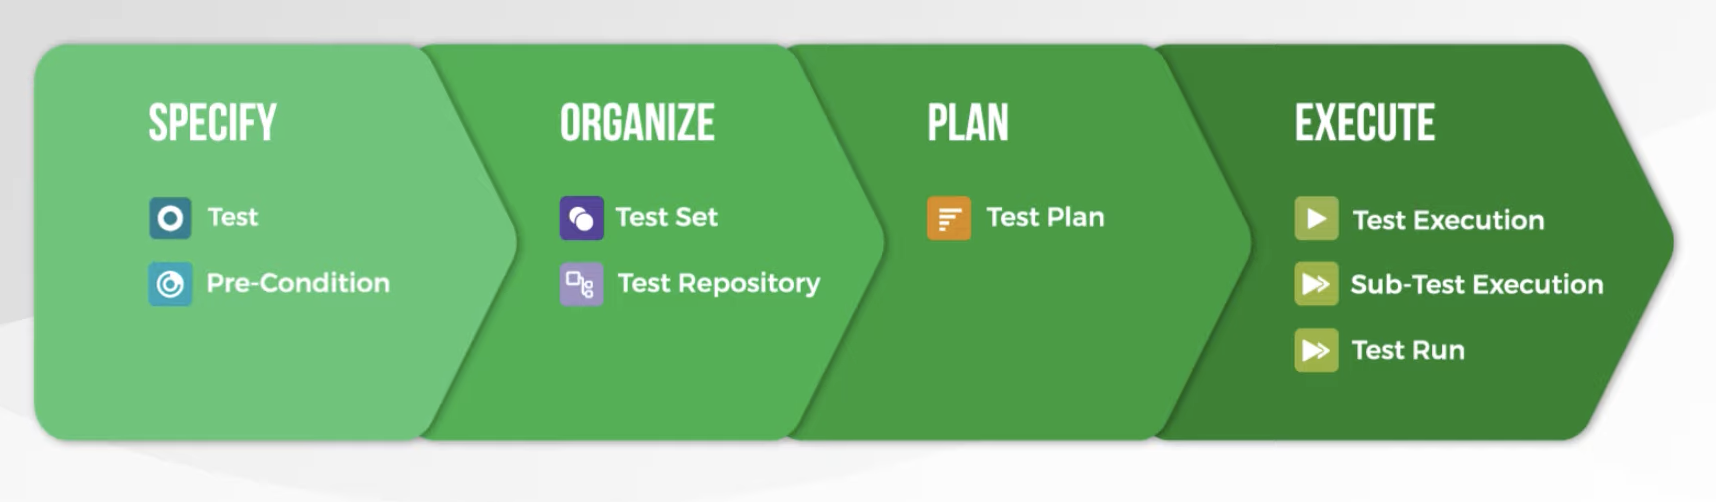 SPECIFY
Test
Pre-Condition
ORGANIZE
Test Set
Test Repository
PLAN
Test Plan
EXECUTE
Test Execution
Sub-Test Execution
Test Run